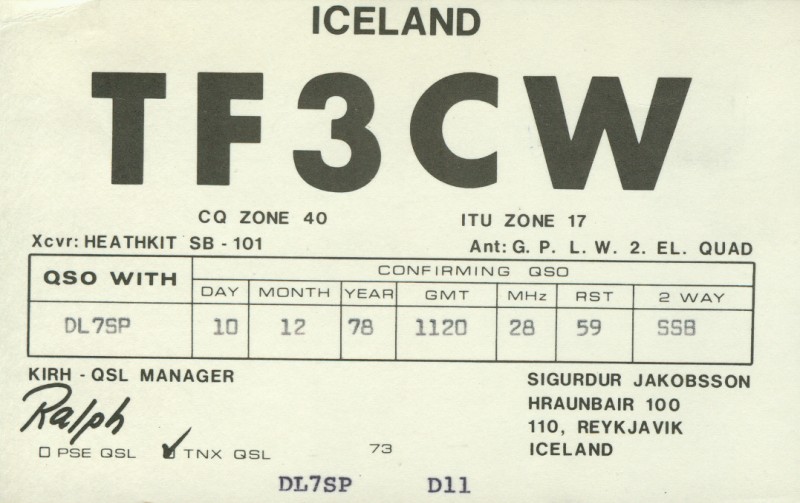 ICELAND
TF3CW
CQ ZONE 40 ITU ZONE 17
Xcvr: HEATHKIT SB - 101 Ant: G. P. L. W. 2. EL. QUAD
QSO WITH CONFIRMING QSO
DAY MONTH YEAR GMT MHz RST 2 WAY
DL7SP 10 12 78 1120 28 59 SSB
KIRH - QSL MANAGER
Ralph
SIGURDUR JAKOBSSON
HRAUNBAIR 100
110, REYKJAVIK
ICELAND
PSE QSL TNX QSL 73
DL7SP D11